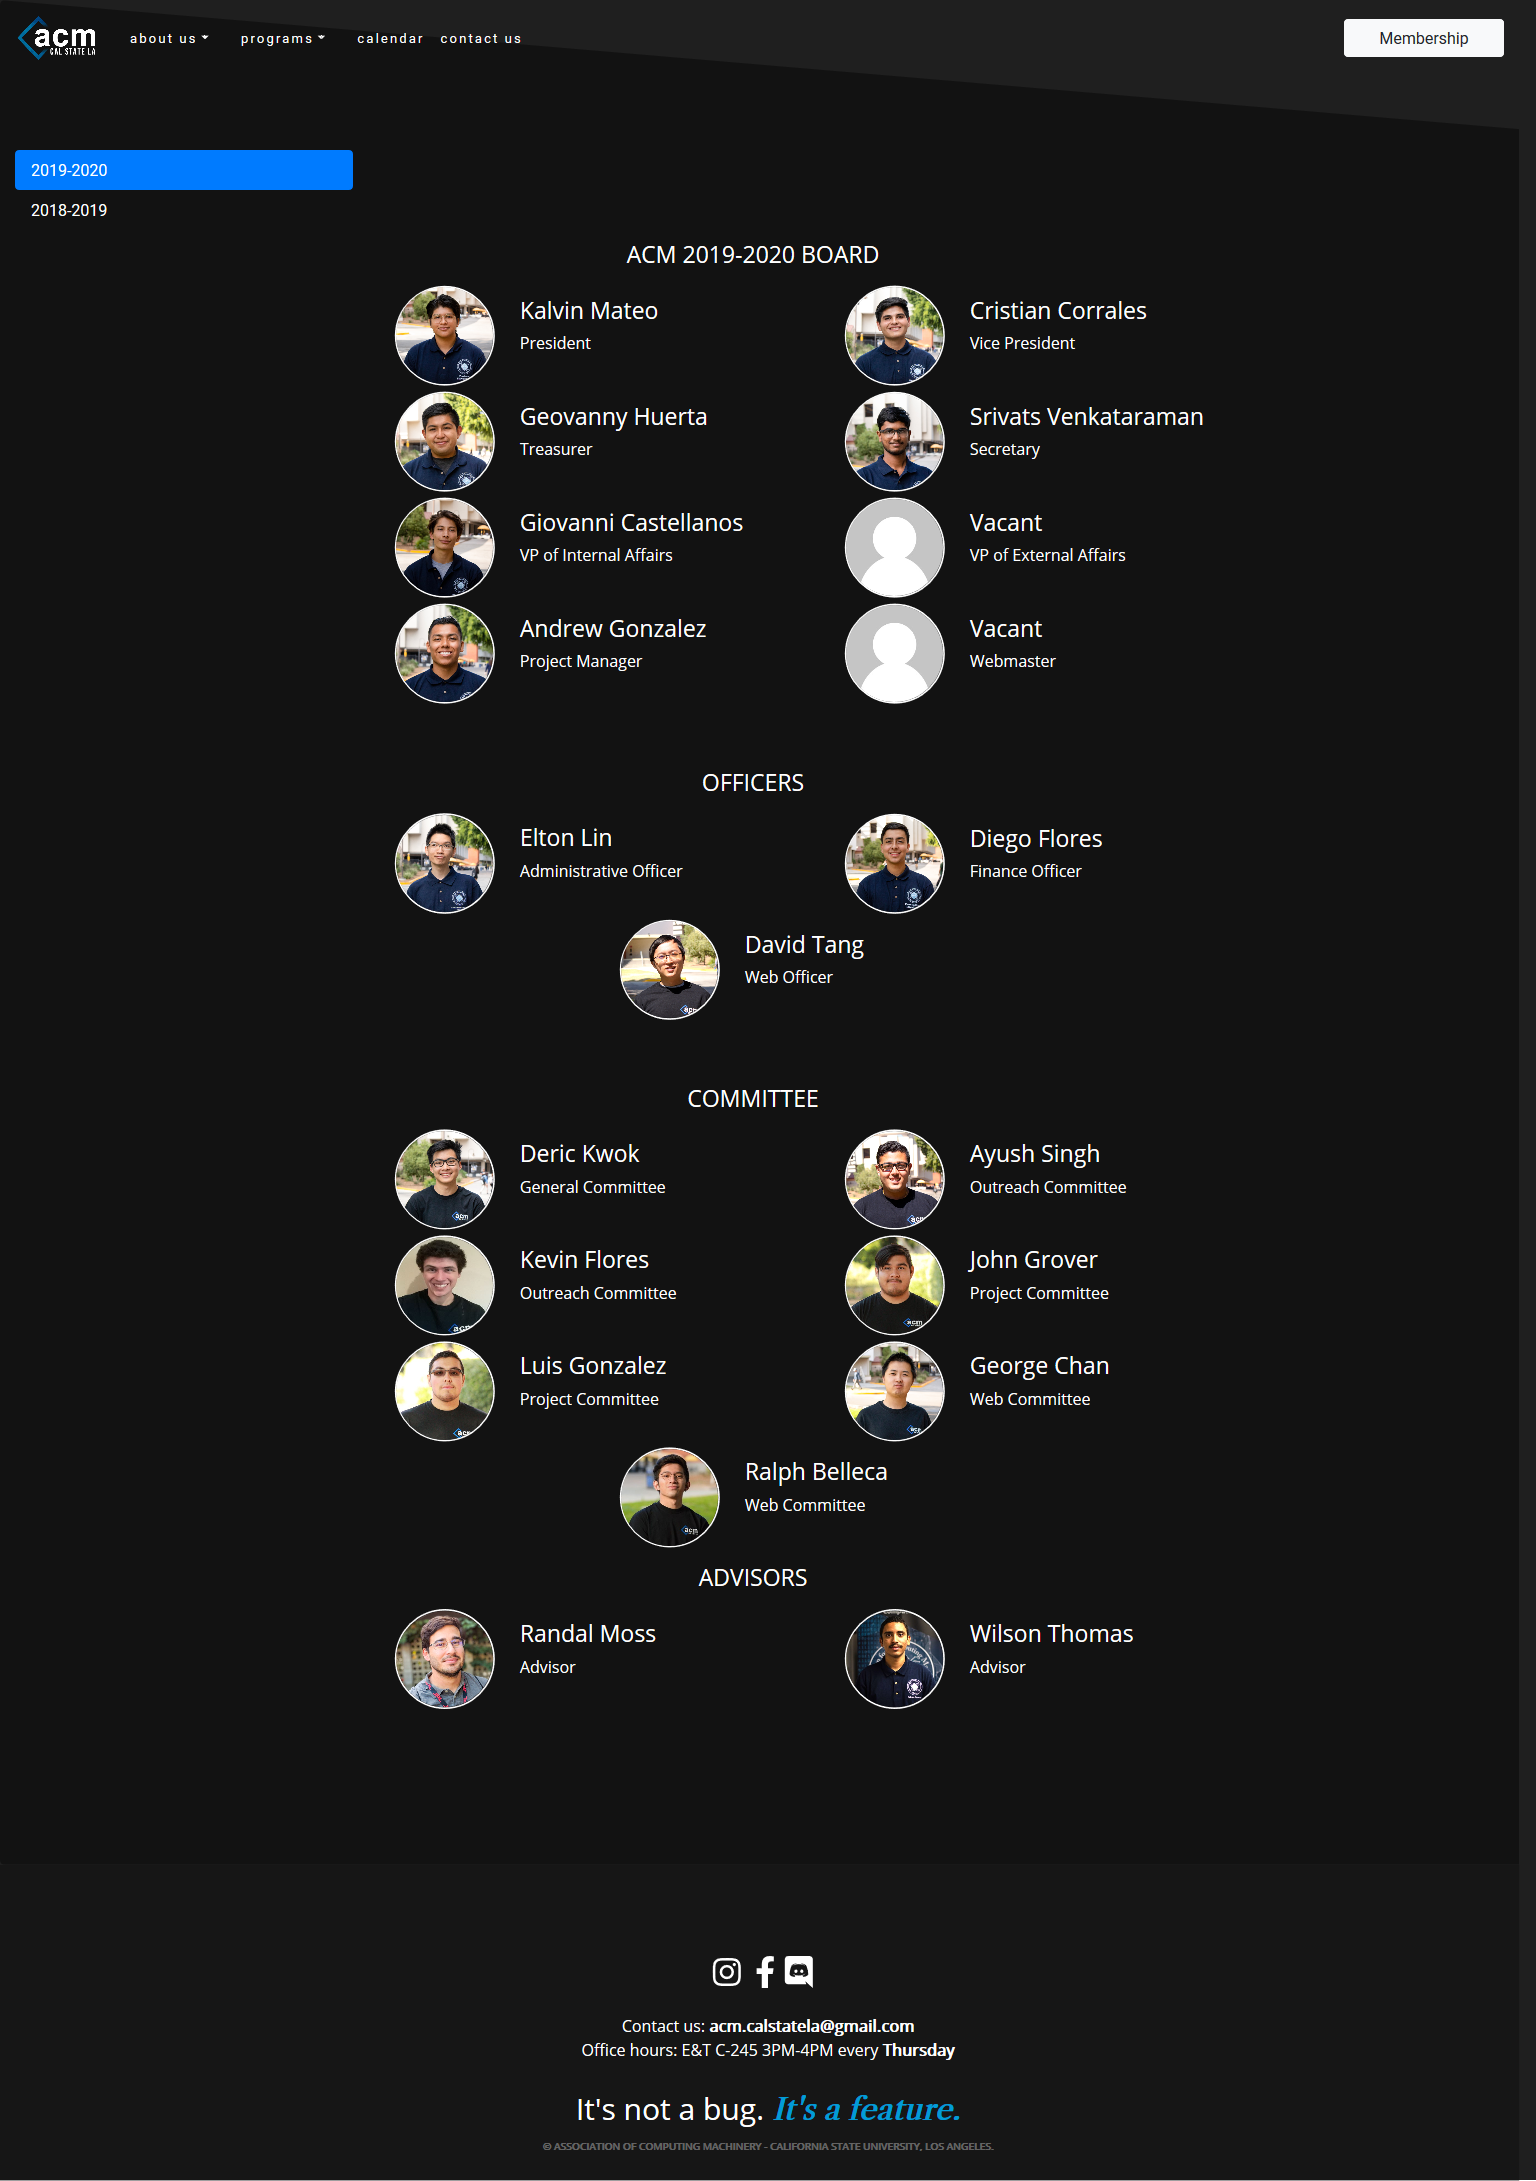 acm
CAL STATE LA
about us
programs
calendar
contact us
Membership
2019-2020
2018-2019
ACM 2019-2020 BOARD
Kalvin Mateo
President
Cristian Corrales
Vice President
Geovanny Huerta
Treasurer
Srivats Venkataraman
Secretary
Giovanni Castellanos
VP of Internal Affairs
Vacant
VP of External Affairs
Andrew Gonzalez
Project Manager
Vacant
Webmaster
OFFICERS
Elton Lin
Administrative Officer
Diego Flores
Finance Officer
David Tang
Web Officer
COMMITTEE
Deric Kwok
General Committee
Ayush Singh
Outreach Committee
Kevin Flores
Outreach Committee
John Grover
Project Committee
Luis Gonzalez
Project Committee
George Chan
Web Committee
Ralph Belleca
Web Committee
ADVISORS
Randal Moss
Advisor
Wilson Thomas
Advisor
Contact us: acm.calstatela@gmail.com
Office hours: E&T C-245 3PM-4PM every Thursday
It's not a bug. It's a feature.
© ASSOCIATION OF COMPUTING MACHINERY - CALIFORNIA STATE UNIVERSITY, LOS ANGELES.